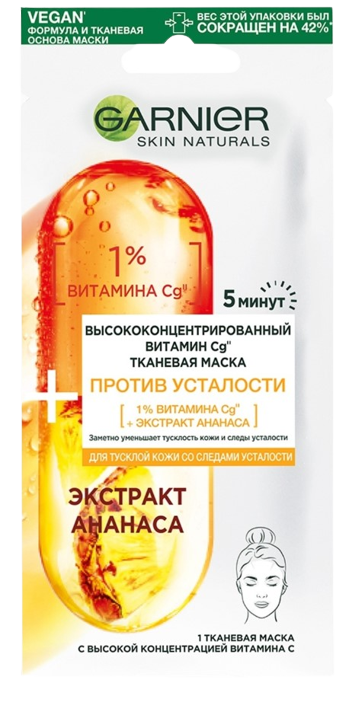 VEGAN¹
ФОРМУЛА И ТКАНЕВАЯ
ОСНОВА МАСКИ
ВЕС ЭТОЙ УПАКОВКИ БЫЛ
СОКРАЩЕН НА 42%*
GARNIER
SKIN NATURALS
1%
ВИТАМИНА Cg"
5 минут
ВЫСОКОКОНЦЕНТРИРОВАННЫЙ
ВИТАМИН Cg"
ТКАНЕВАЯ МАСКА
ПРОТИВ УСТАЛОСТИ
[ 1% ВИТАМИНА Cg"
+ ЭКСТРАКТ АНАНАСА ]
Заметно уменьшает тусклость кожи и следы усталости
ДЛЯ ТУСКЛОЙ КОЖИ СО СЛЕДАМИ УСТАЛОСТИ
+
ЭКСТРАКТ
АНАНАСА
1 ТКАНЕВАЯ МАСКА
С ВЫСОКОЙ КОНЦЕНТРАЦИЕЙ ВИТАМИНА С